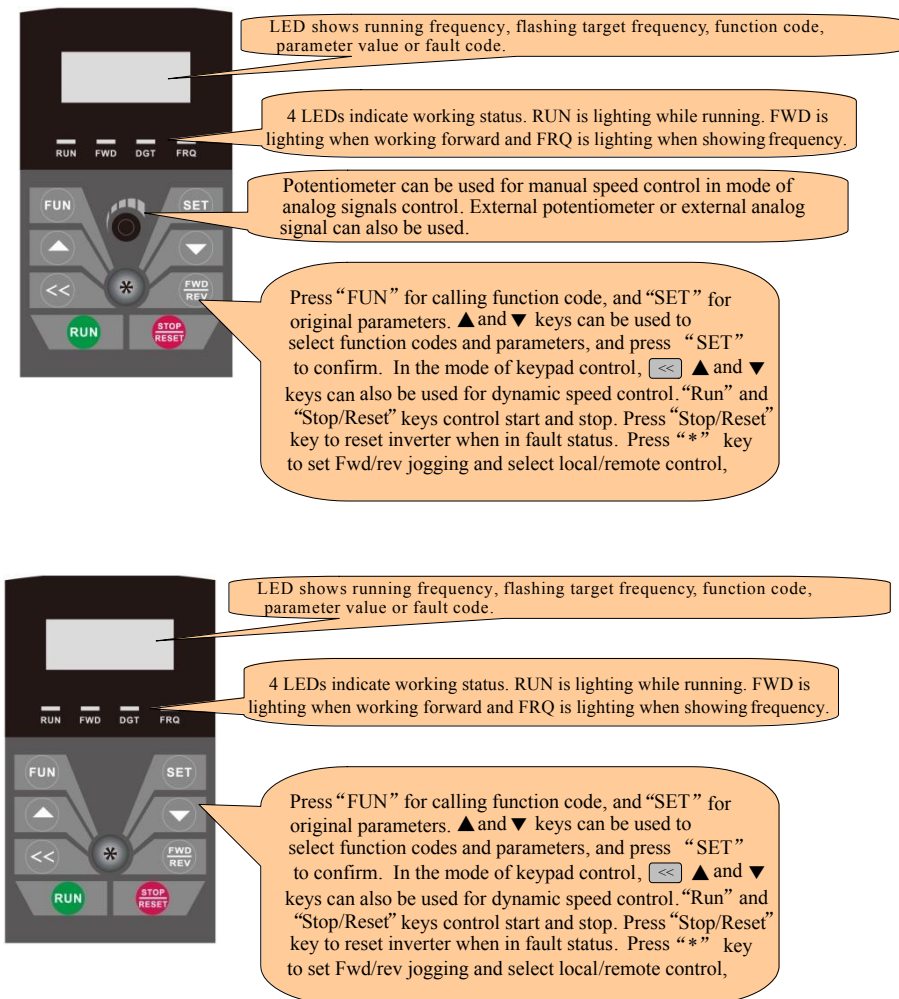 LED shows running frequency, flashing target frequency, function code,
parameter value or fault code.
4 LEDs indicate working status. RUN is lighting while running. FWD is
lighting when working forward and FRQ is lighting when showing frequency.
RUN FWD DGT FRQ
Potentiometer can be used for manual speed control in mode of
analog signals control. External potentiometer or external analog
signal can also be used.
FUN SET
<< * FWD
REV
RUN STOP
RESET
Press “FUN” for calling function code, and “SET” for
original parameters. ▲ and ▼ keys can be used to
select function codes and parameters, and press “SET”
to confirm. In the mode of keypad control, << ▲ and ▼
keys can also be used for dynamic speed control. “Run” and
“Stop/Reset” keys control start and stop. Press “Stop/Reset”
key to reset inverter when in fault status. Press “*” key
to set Fwd/rev jogging and select local/remote control,
LED shows running frequency, flashing target frequency, function code,
parameter value or fault code.
4 LEDs indicate working status. RUN is lighting while running. FWD is
lighting when working forward and FRQ is lighting when showing frequency.
RUN FWD DGT FRQ
FUN SET
<< * FWD
REV
RUN STOP
RESET
Press “FUN” for calling function code, and “SET” for
original parameters. ▲ and ▼ keys can be used to
select function codes and parameters, and press “SET”
to confirm. In the mode of keypad control, << ▲ and ▼
keys can also be used for dynamic speed control. “Run” and
“Stop/Reset” keys control start and stop. Press “Stop/Reset”
key to reset inverter when in fault status. Press “*” key
to set Fwd/rev jogging and select local/remote control,